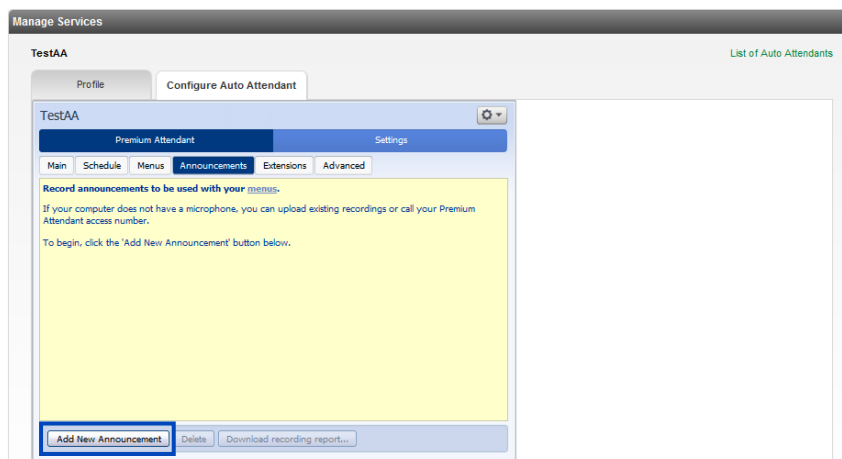 Manage Services
TestAA
List of Auto Attendants
Profile
Configure Auto Attendant
TestAA
Premium Attendant
Settings
Main
Schedule
Menus
Announcements
Extensions
Advanced
Record announcements to be used with your menus.
If your computer does not have a microphone, you can upload existing recordings or call your Premium
Attendant access number.
To begin, click the 'Add New Announcement' button below.
Add New Announcement
Delete
Download recording report...